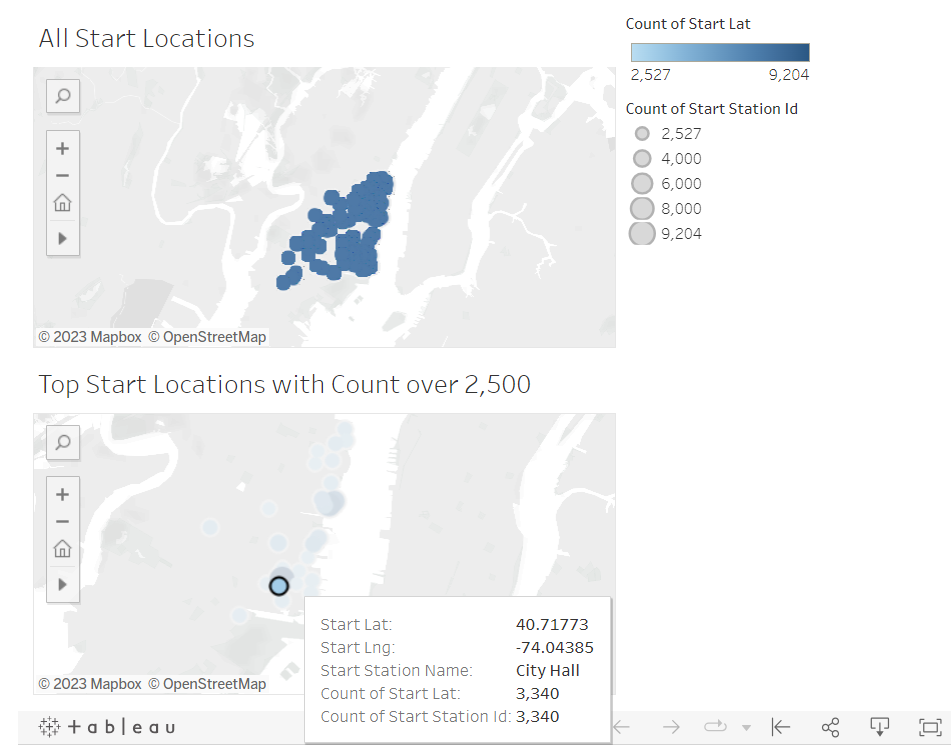 All Start Locations
© 2023 Mapbox © OpenStreetMap
Count of Start Lat
2,527 9,204
Count of Start Station Id
2,527
4,000
6,000
8,000
9,204
Top Start Locations with Count over 2,500
Start Lat: 40.71773
Start Lng: -74.04385
Start Station Name: City Hall
Count of Start Lat: 3,340
Count of Start Station Id: 3,340
© 2023 Mapbox © OpenStreetMap
+ableau